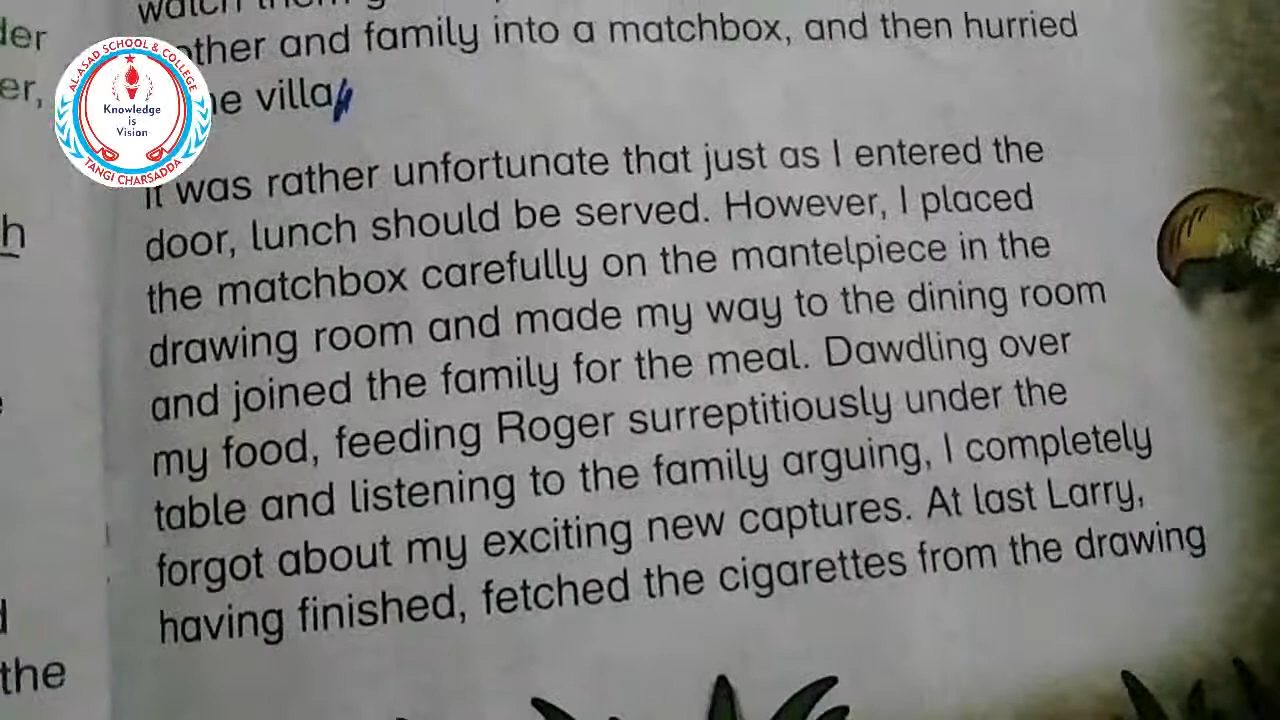 der
er,
h
the
AL-ASAD SCHOOL & COLLEGE
Knowledge
is
Vision
TANGI CHARSADDA
ther and family into a matchbox, and then hurried
villa
It was rather unfortunate that just as I entered the
door, lunch should be served. However, I placed
the matchbox carefully on the mantelpiece in the
drawing room and made my way to the dining room
and joined the family for the meal. Dawdling over
my food, feeding Roger surreptitiously under the
table and listening to the family arguing, I completely
forgot about my exciting new captures. At last Larry,
having finished, fetched the cigarettes from the drawing